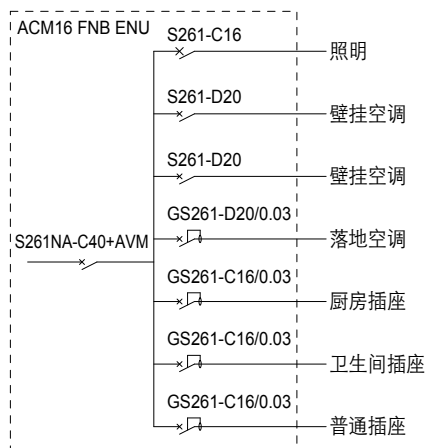 ACM16 FNB ENU
S261-C16
照明
S261-D20
壁挂空调
S261-D20
壁挂空调
GS261-D20/0.03
落地空调
S261NA-C40+AVM
GS261-C16/0.03
厨房插座
GS261-C16/0.03
卫生间插座
GS261-C16/0.03
普通插座